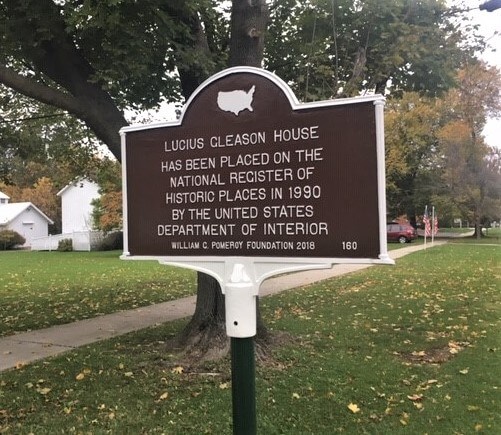 LUCIUS GLEASON HOUSE
HAS BEEN PLACED ON THE
NATIONAL REGISTER OF
HISTORIC PLACES IN 1990
BY THE UNITED STATES
DEPARTMENT OF INTERIOR
WILLIAM G. POMEROY FOUNDATION 2018 160